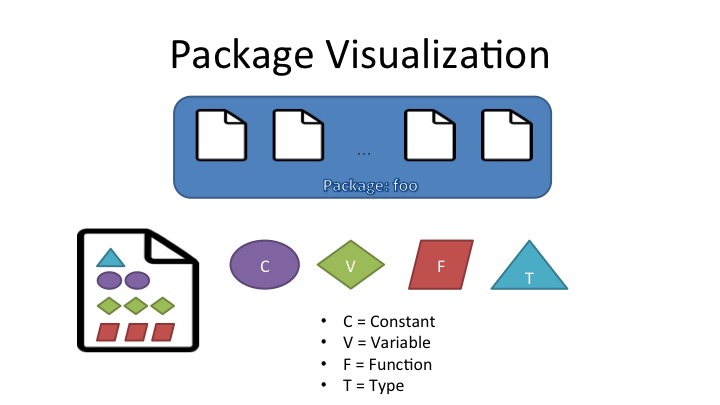 Package Visualization
...
Package: foo
C V F T
• C = Constant
• V = Variable
• F = Function
• T = Type